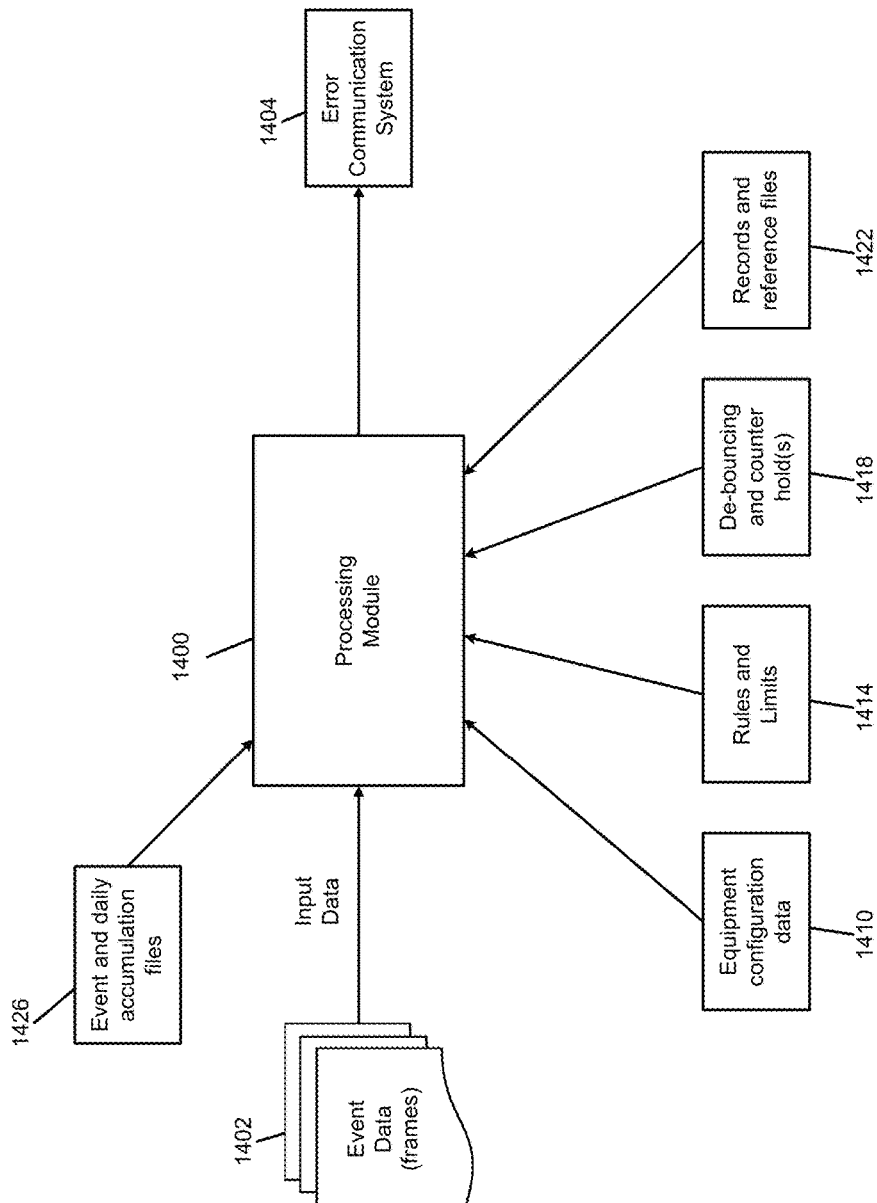 1426
Event and daily
accumulation
files
1402
Event
Data
(frames)
Input
Data
1400
Processing
Module
1404
Error
Communication
System
Equipment
configuration
data
1410
Rules and
Limits
1414
De-bouncing
and counter
hold(s)
1418
Records and
reference files
1422